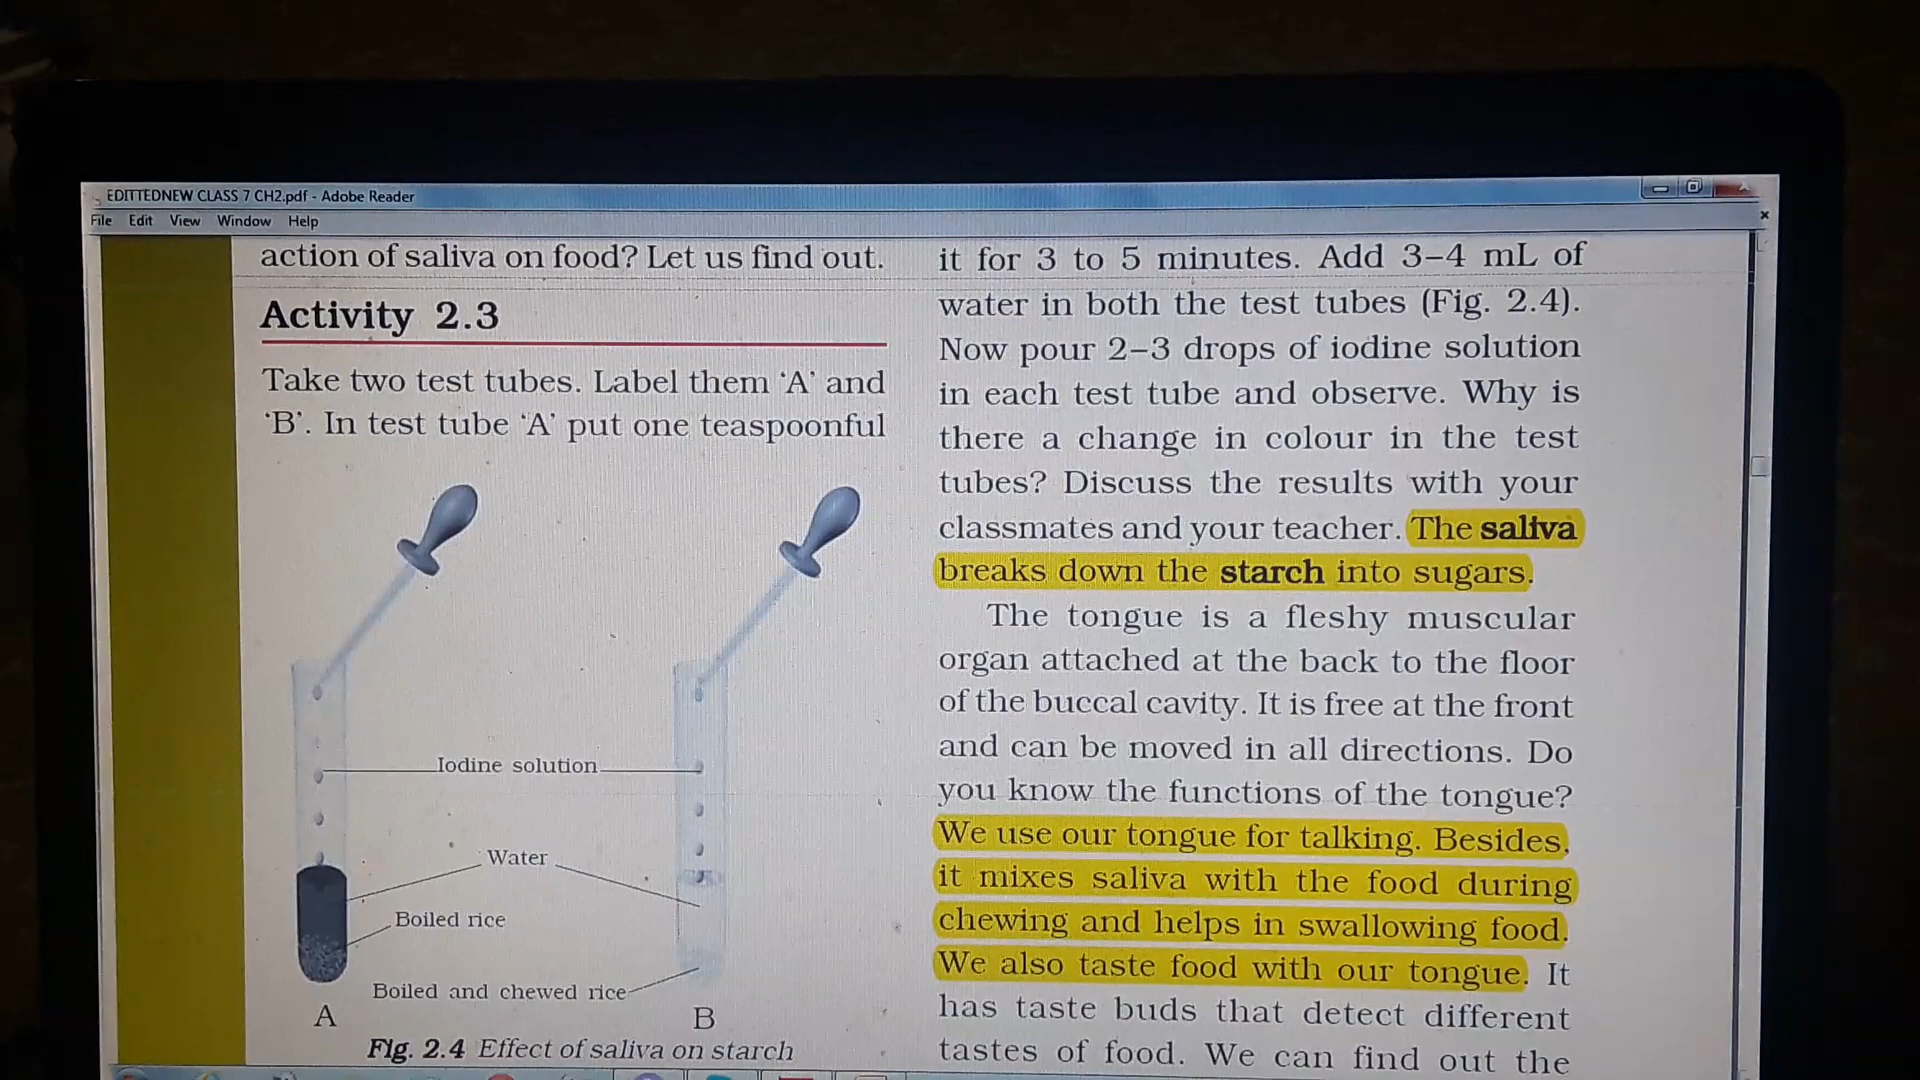 EDITTEDNEW CLASS 7 CH2.pdf - Adobe Reader
File Edit View Window Help
action of saliva on food? Let us find out.
Activity 2.3
Take two test tubes. Label them ‘A’ and
‘B’. In test tube ‘A’ put one teaspoonful
Iodine solution
Water
Boiled rice
Boiled and chewed rice
A
B
Fig. 2.4 Effect of saliva on starch
it for 3 to 5 minutes. Add 3–4 mL of
water in both the test tubes (Fig. 2.4).
Now pour 2–3 drops of iodine solution
in each test tube and observe. Why is
there a change in colour in the test
tubes? Discuss the results with your
classmates and your teacher. The saliva
breaks down the starch into sugars.
The tongue is a fleshy muscular
organ attached at the back to the floor
of the buccal cavity. It is free at the front
and can be moved in all directions. Do
you know the functions of the tongue?
We use our tongue for talking. Besides,
it mixes saliva with the food during
chewing and helps in swallowing food.
We also taste food with our tongue. It
has taste buds that detect different
tastes of food. We can find out the